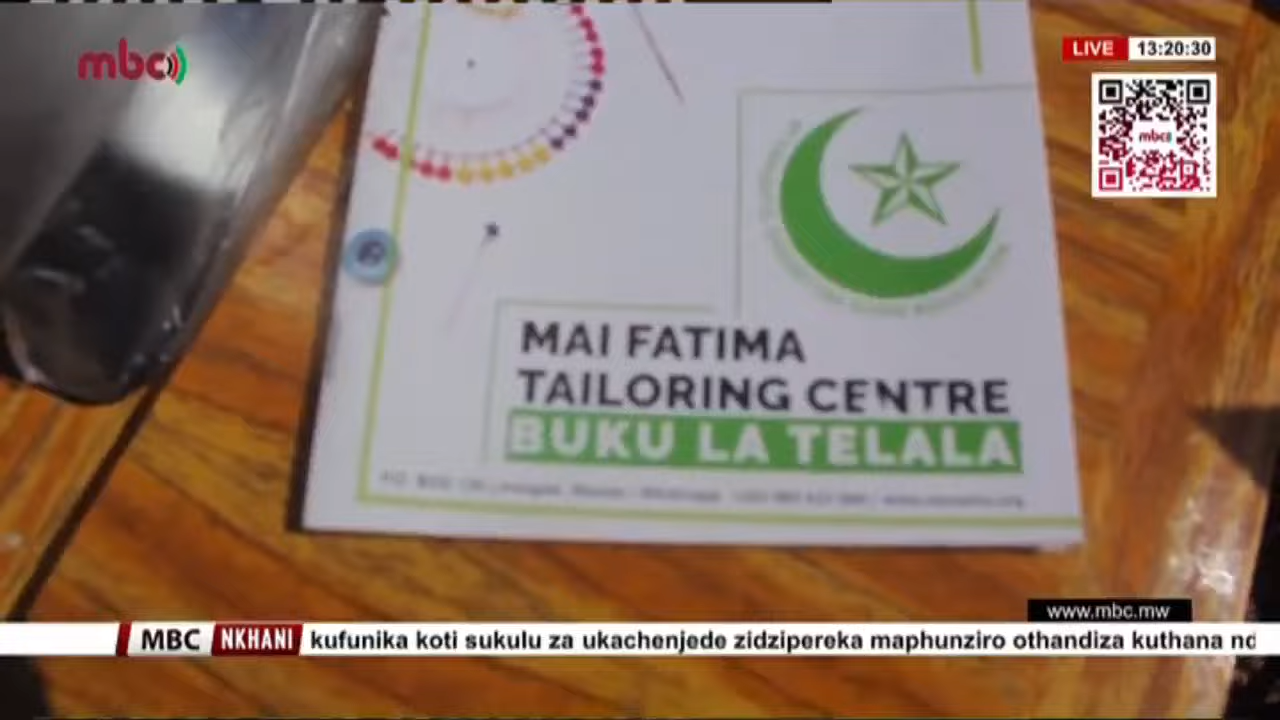 mbc
LIVE 13:20:30
mbc
MAI FATIMA
TAILORING CENTRE
BUKU LA TELALA
www.mbc.mw
MBC NKHANI kufunika koti sukulu za ukachenjede zidzipereka maphunziro othandiza kuthana nd